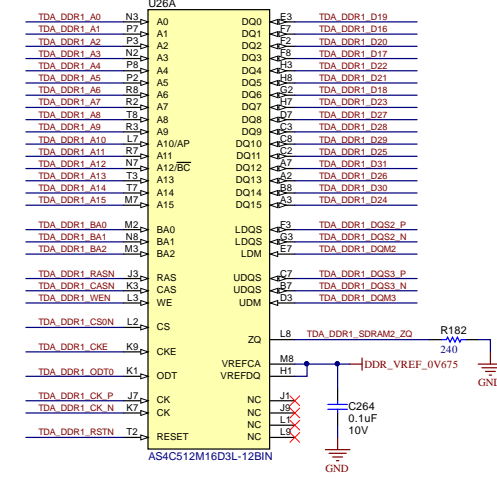 U26A
TDA_DDR1_A0 N3 A0 DQ0 E3 TDA_DDR1_D19
TDA_DDR1_A1 P7 A1 DQ1 F7 TDA_DDR1_D16
TDA_DDR1_A2 P3 A2 DQ2 F2 TDA_DDR1_D20
TDA_DDR1_A3 N2 A3 DQ3 F8 TDA_DDR1_D17
TDA_DDR1_A4 P8 A4 DQ4 H3 TDA_DDR1_D22
TDA_DDR1_A5 P2 A5 DQ5 H8 TDA_DDR1_D21
TDA_DDR1_A6 R8 A6 DQ6 G2 TDA_DDR1_D18
TDA_DDR1_A7 R2 A7 DQ7 H7 TDA_DDR1_D23
TDA_DDR1_A8 T8 A8 DQ8 D7 TDA_DDR1_D27
TDA_DDR1_A9 R3 A9 DQ9 C3 TDA_DDR1_D28
TDA_DDR1_A10 L7 A10/AP DQ10 C8 TDA_DDR1_D29
TDA_DDR1_A11 R7 A11 DQ11 C2 TDA_DDR1_D25
TDA_DDR1_A12 N7 A12/BC DQ12 A7 TDA_DDR1_D31
TDA_DDR1_A13 T3 A13 DQ13 A2 TDA_DDR1_D26
TDA_DDR1_A14 T7 A14 DQ14 B8 TDA_DDR1_D30
TDA_DDR1_A15 M7 A15 DQ15 A3 TDA_DDR1_D24
TDA_DDR1_BA0 M2 BA0 LDQS F3 TDA_DDR1_DQS2_P
TDA_DDR1_BA1 N8 BA1 LDQS G3 TDA_DDR1_DQS2_N
TDA_DDR1_BA2 M3 BA2 LDM E7 TDA_DDR1_DQM2
TDA_DDR1_RASN J3 RAS UDQS C7 TDA_DDR1_DQS3_P
TDA_DDR1_CASN K3 CAS UDQS B7 TDA_DDR1_DQS3_N
TDA_DDR1_WEN L3 WE UDM D3 TDA_DDR1_DQM3
TDA_DDR1_CS0N L2 CS
ZQ L8 TDA_DDR1_SDRAM2_ZQ R182
240
GND
TDA_DDR1_CKE K9 CKE
VREFCA M8 DDR_VREF_0V675
TDA_DDR1_ODT0 K1 ODT VREFDQ H1
TDA_DDR1_CK_P J7 CK NC J1
TDA_DDR1_CK_N K7 CK NC J9
NC L1
TDA_DDR1_RSTN T2 RESET NC L9
C264
0.1uF
10V
GND
AS4C512M16D3L-12BIN